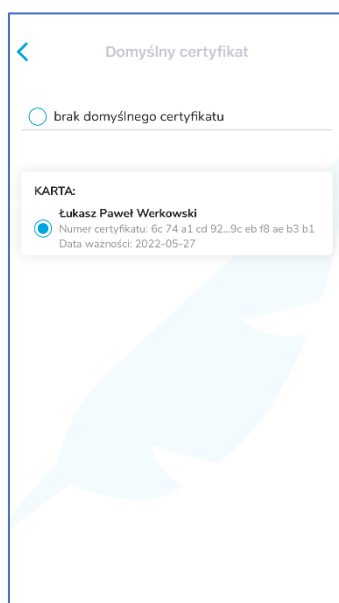 Domyślny certyfikat
brak domyślnego certyfikatu
KARTA:
Łukasz Paweł Werkowski
Numer certyfikatu: 6c 74 a1 cd 92...9c eb f8 ae b3 b1
Data ważności: 2022-05-27